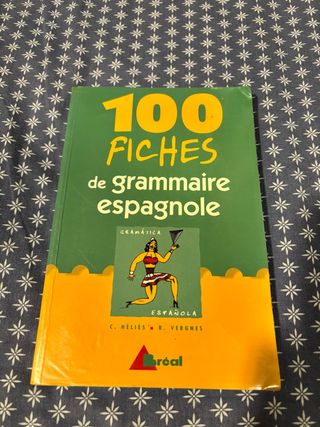 100
FICHES
de grammaire
espagnole
GRAMÁTICA
ESPAÑOLA
C. HÉLIÈS • B. VERGNES
Bréal